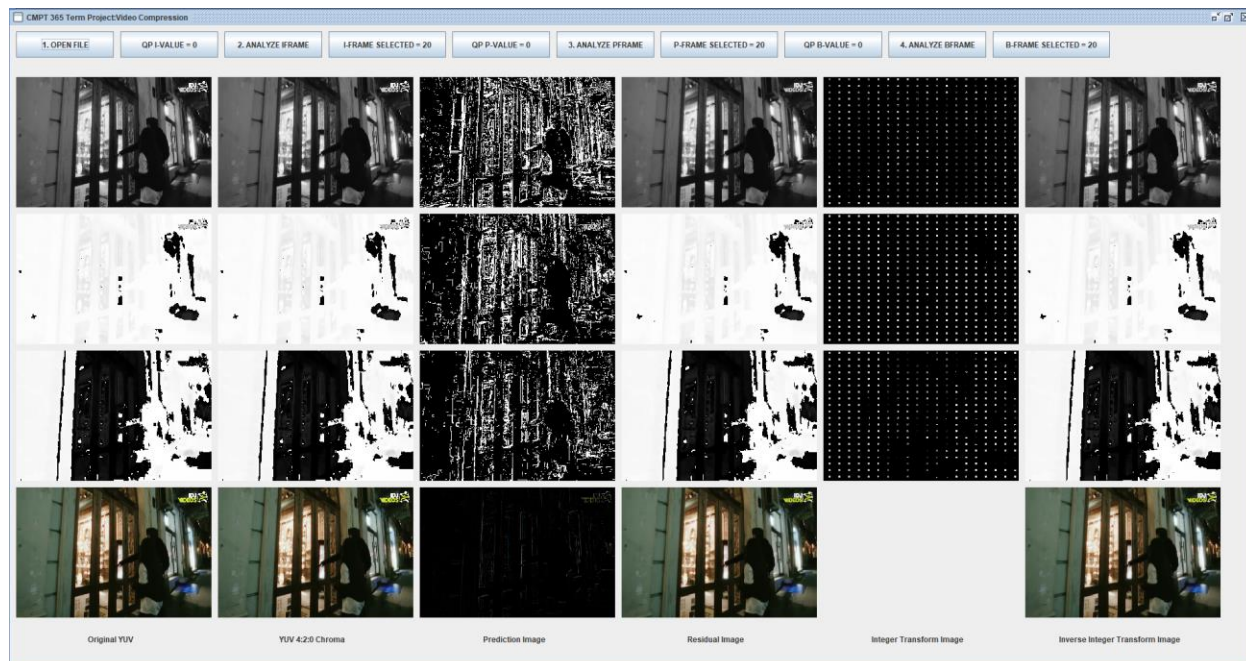 CMPT 365 Term Project:Video Compression
1. OPEN FILE
QP I-VALUE = 0
2. ANALYZE IFRAME
I-FRAME SELECTED = 20
QP P-VALUE = 0
3. ANALYZE PFRAME
P-FRAME SELECTED = 20
QP B-VALUE = 0
4. ANALYZE BFRAME
B-FRAME SELECTED = 20
Original YUV
YUV 4:2:0 Chroma
Prediction Image
Residual Image
Integer Transform Image
Inverse Integer Transform Image